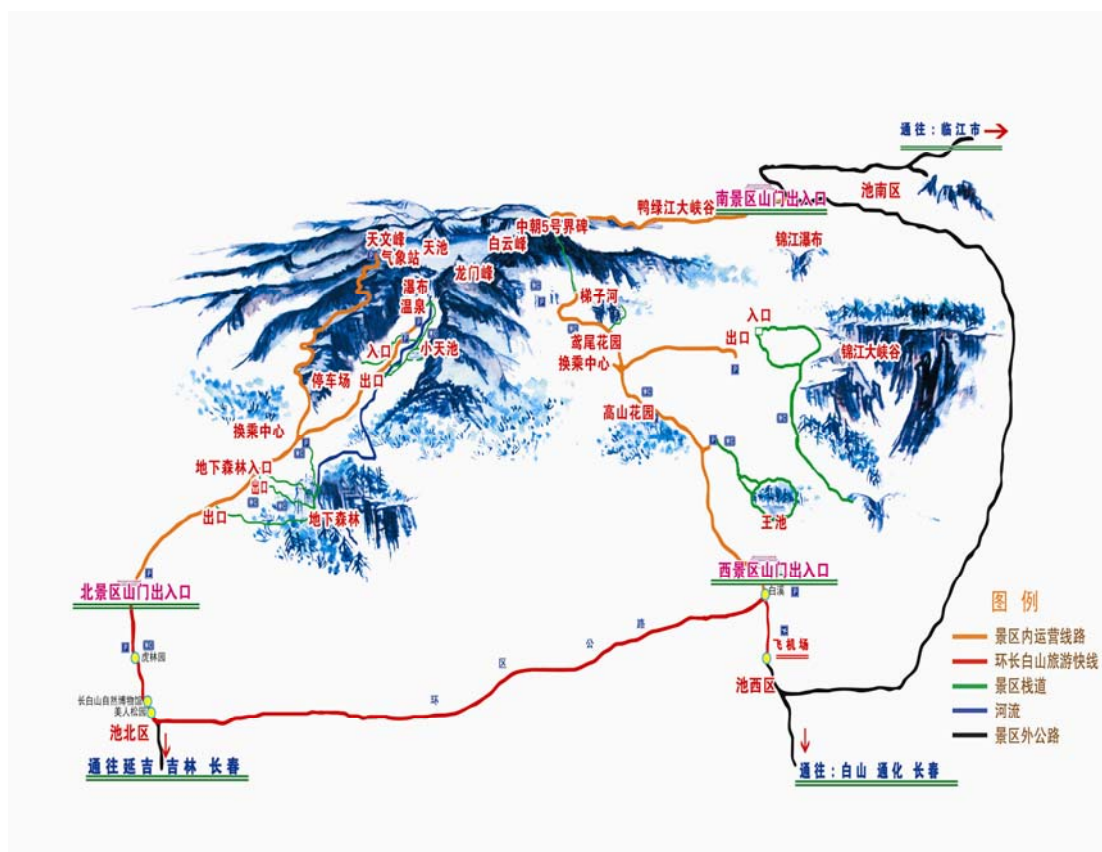 通往：临江市
池南区
南景区山门出入口
鸭绿江大峡谷
中朝5号界碑
天文峰
天池
白云峰
气象站
锦江瀑布
龙门峰
瀑布
温泉
梯子河
入口
出口
鸢尾花园
换乘中心
锦江大峡谷
入口
小天池
停车场
出口
高山花园
换乘中心
地下森林入口
出口
出口
地下森林
王池
北景区山门出入口
西景区山门出入口
白溪
飞机场
虎林园
长白山自然博物馆
美人松园
池北区
池西区
环区公路
通往延吉 吉林 长春
通往：白山 通化 长春
图 例
景区内运营线路
环长白山旅游快线
景区栈道
河流
景区外公路